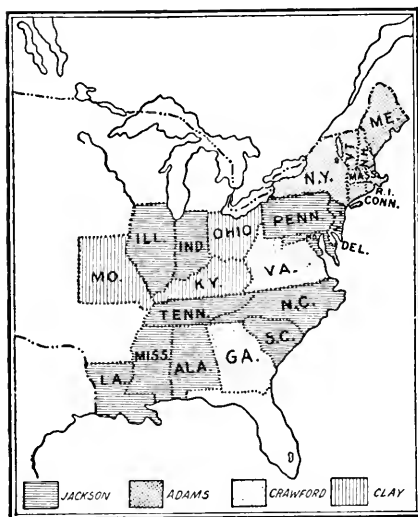 ME.
VT.
N.H.
N.Y.
MASS.
R.I.
CONN.
PENN.
ILL.
IND.
OHIO
DEL.
MO.
KY.
VA.
TENN.
N.C.
S.C.
MISS.
ALA.
GA.
LA.
JACKSON
ADAMS
CRAWFORD
CLAY